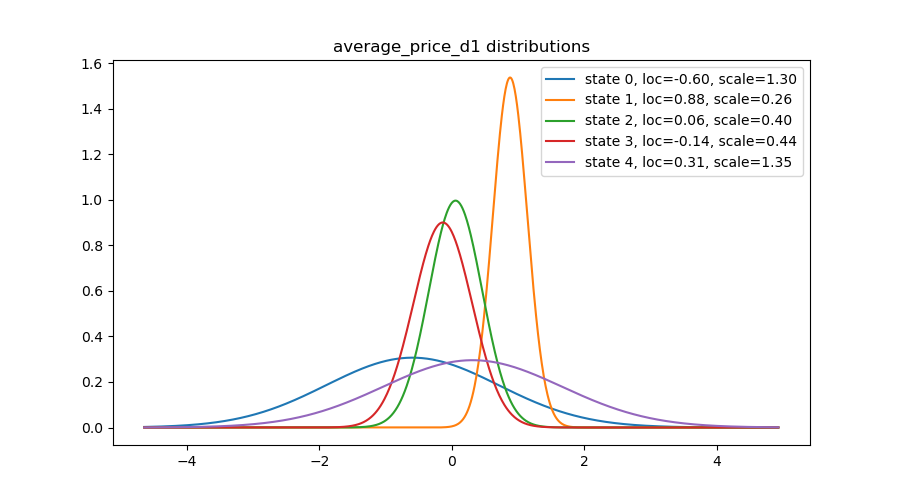 average_price_d1 distributions
1.6
1.4
1.2
1.0
0.8
0.6
0.4
0.2
0.0
state 0, loc=-0.60, scale=1.30
state 1, loc=0.88, scale=0.26
state 2, loc=0.06, scale=0.40
state 3, loc=-0.14, scale=0.44
state 4, loc=0.31, scale=1.35
−4 −2 0 2 4